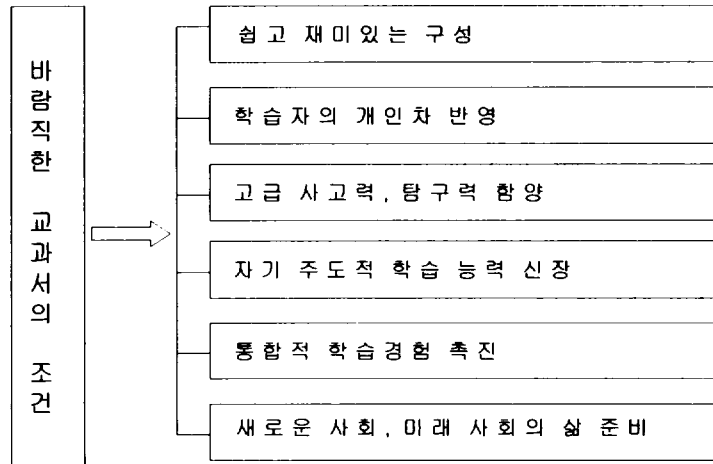 바람직한 교과서의 조건
쉽고 재미있는 구성
학습자의 개인차 반영
고급 사고력, 탐구력 함양
자기 주도적 학습 능력 신장
통합적 학습경험 촉진
새로운 사회, 미래 사회의 삶 준비